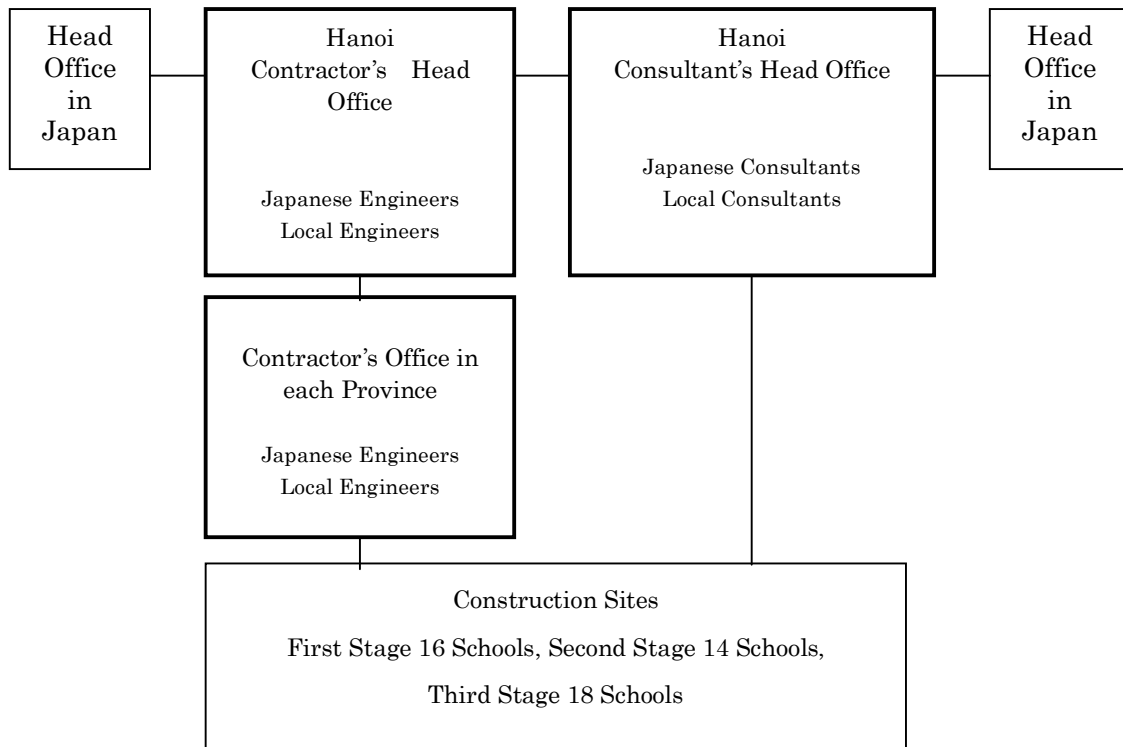 Head
Office
in
Japan
Hanoi
Contractor's Head
Office
Japanese Engineers
Local Engineers
Hanoi
Consultant's Head Office
Japanese Consultants
Local Consultants
Head
Office
in
Japan
Contractor's Office in
each Province
Japanese Engineers
Local Engineers
Construction Sites
First Stage 16 Schools, Second Stage 14 Schools,
Third Stage 18 Schools